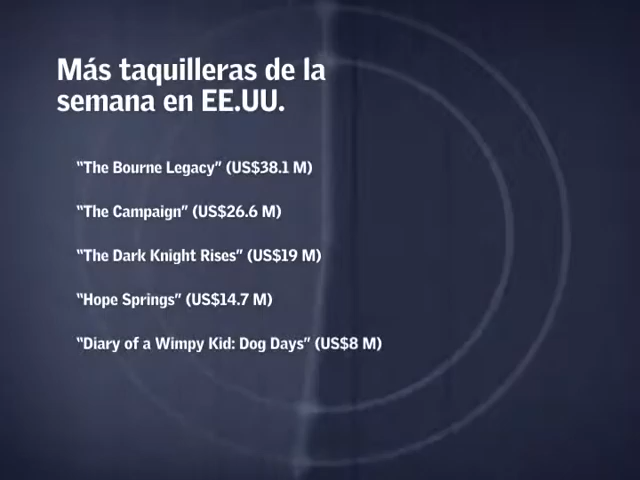 Más taquilleras de la
semana en EE.UU.
“The Bourne Legacy” (US$38.1 M)
“The Campaign” (US$26.6 M)
“The Dark Knight Rises” (US$19 M)
“Hope Springs” (US$14.7 M)
“Diary of a Wimpy Kid: Dog Days” (US$8 M)